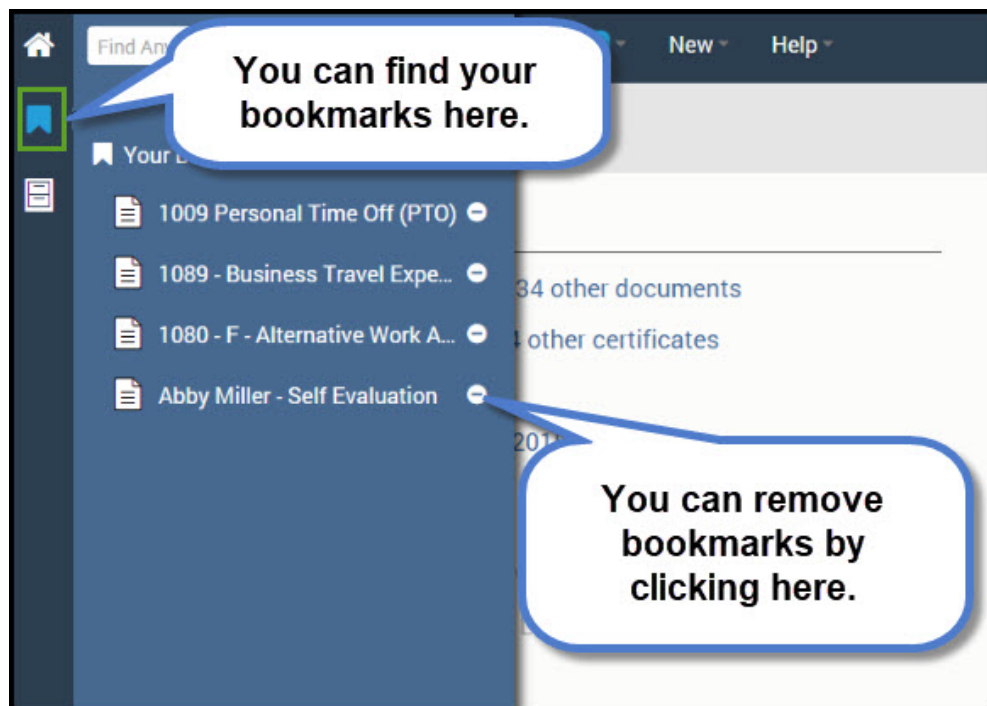 Find
New
Help
You can find your
bookmarks here.
Your
1009 Personal Time Off (PTO)
1089 - Business Travel Expe...
34 other documents
1080 - F - Alternative Work A...
other certificates
Abby Miller - Self Evaluation
You can remove
bookmarks by
clicking here.